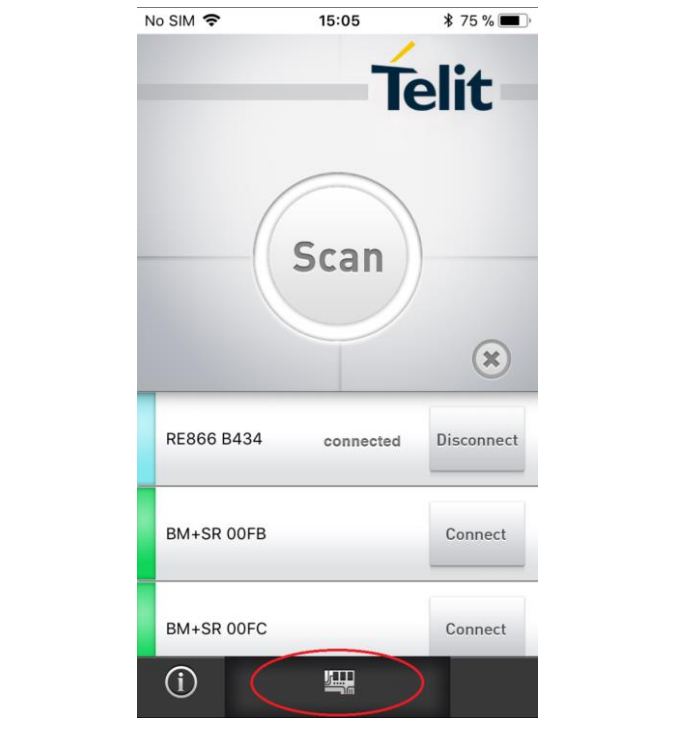 No SIM 15:05 75 %
Telit
Scan
RE866 B434 connected Disconnect
BM+SR 00FB Connect
BM+SR 00FC Connect